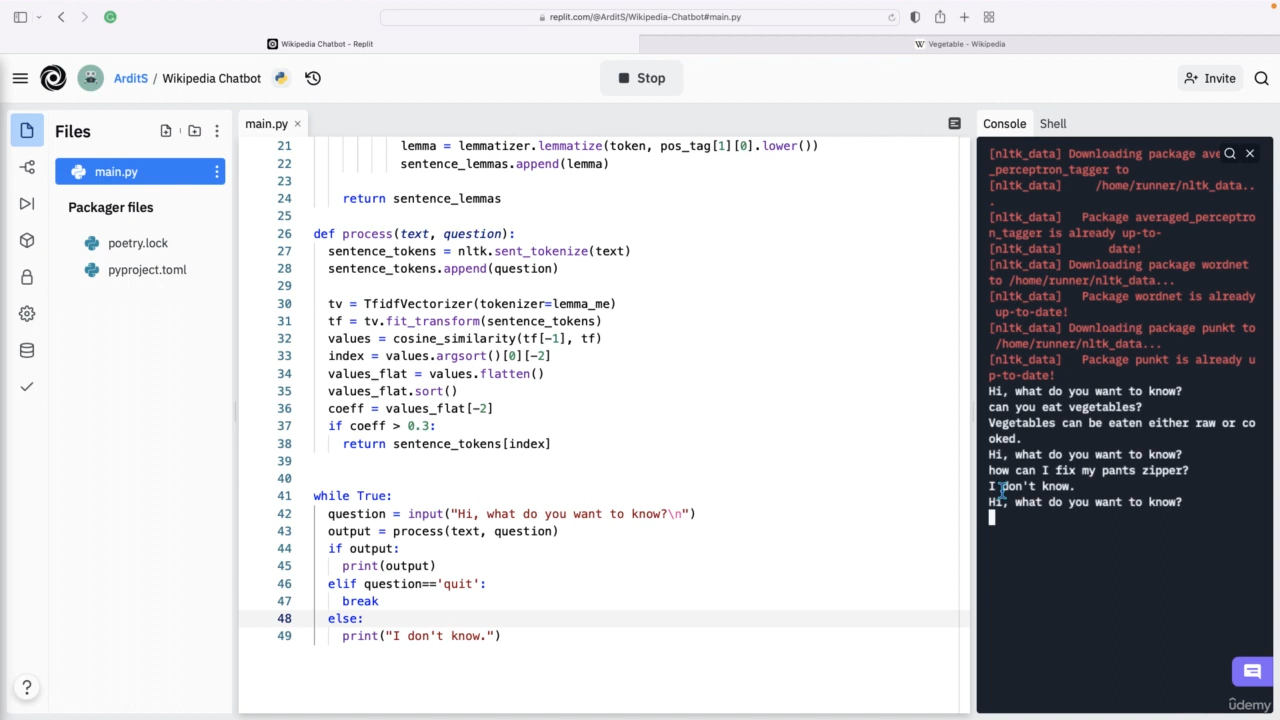 replit.com/@ArditS/Wikipedia-Chatbot#main.py
Wikipedia Chatbot - Replit
W Vegetable - Wikipedia
ArditS / Wikipedia Chatbot
Stop
Invite
Files
main.py
Packager files
poetry.lock
pyproject.toml
main.py ×
21 lemma = lemmatizer.lemmatize(token, pos_tag[1][0].lower())
22 sentence_lemmas.append(lemma)
23
24 return sentence_lemmas
25
26 def process(text, question):
27 sentence_tokens = nltk.sent_tokenize(text)
28 sentence_tokens.append(question)
29
30 tv = TfidfVectorizer(tokenizer=lemma_me)
31 tf = tv.fit_transform(sentence_tokens)
32 values = cosine_similarity(tf[-1], tf)
33 index = values.argsort()[0][-2]
34 values_flat = values.flatten()
35 values_flat.sort()
36 coeff = values_flat[-2]
37 if coeff > 0.3:
38 return sentence_tokens[index]
39
40
41 while True:
42 question = input("Hi, what do you want to know?\n")
43 output = process(text, question)
44 if output:
45 print(output)
46 elif question=='quit':
47 break
48 else:
49 print("I don't know.")
Console Shell
[nltk_data] Downloading package ave
_perceptron_tagger to
[nltk_data] /home/runner/nltk_data..
.
[nltk_data] Package averaged_perceptro
n_tagger is already up-to-
[nltk_data] date!
[nltk_data] Downloading package wordnet
to /home/runner/nltk_data...
[nltk_data] Package wordnet is already
up-to-date!
[nltk_data] Downloading package punkt to
/home/runner/nltk_data...
[nltk_data] Package punkt is already u
p-to-date!
Hi, what do you want to know?
can you eat vegetables?
Vegetables can be eaten either raw or co
oked.
Hi, what do you want to know?
how can I fix my pants zipper?
I don't know.
Hi, what do you want to know?
?
ûdemy